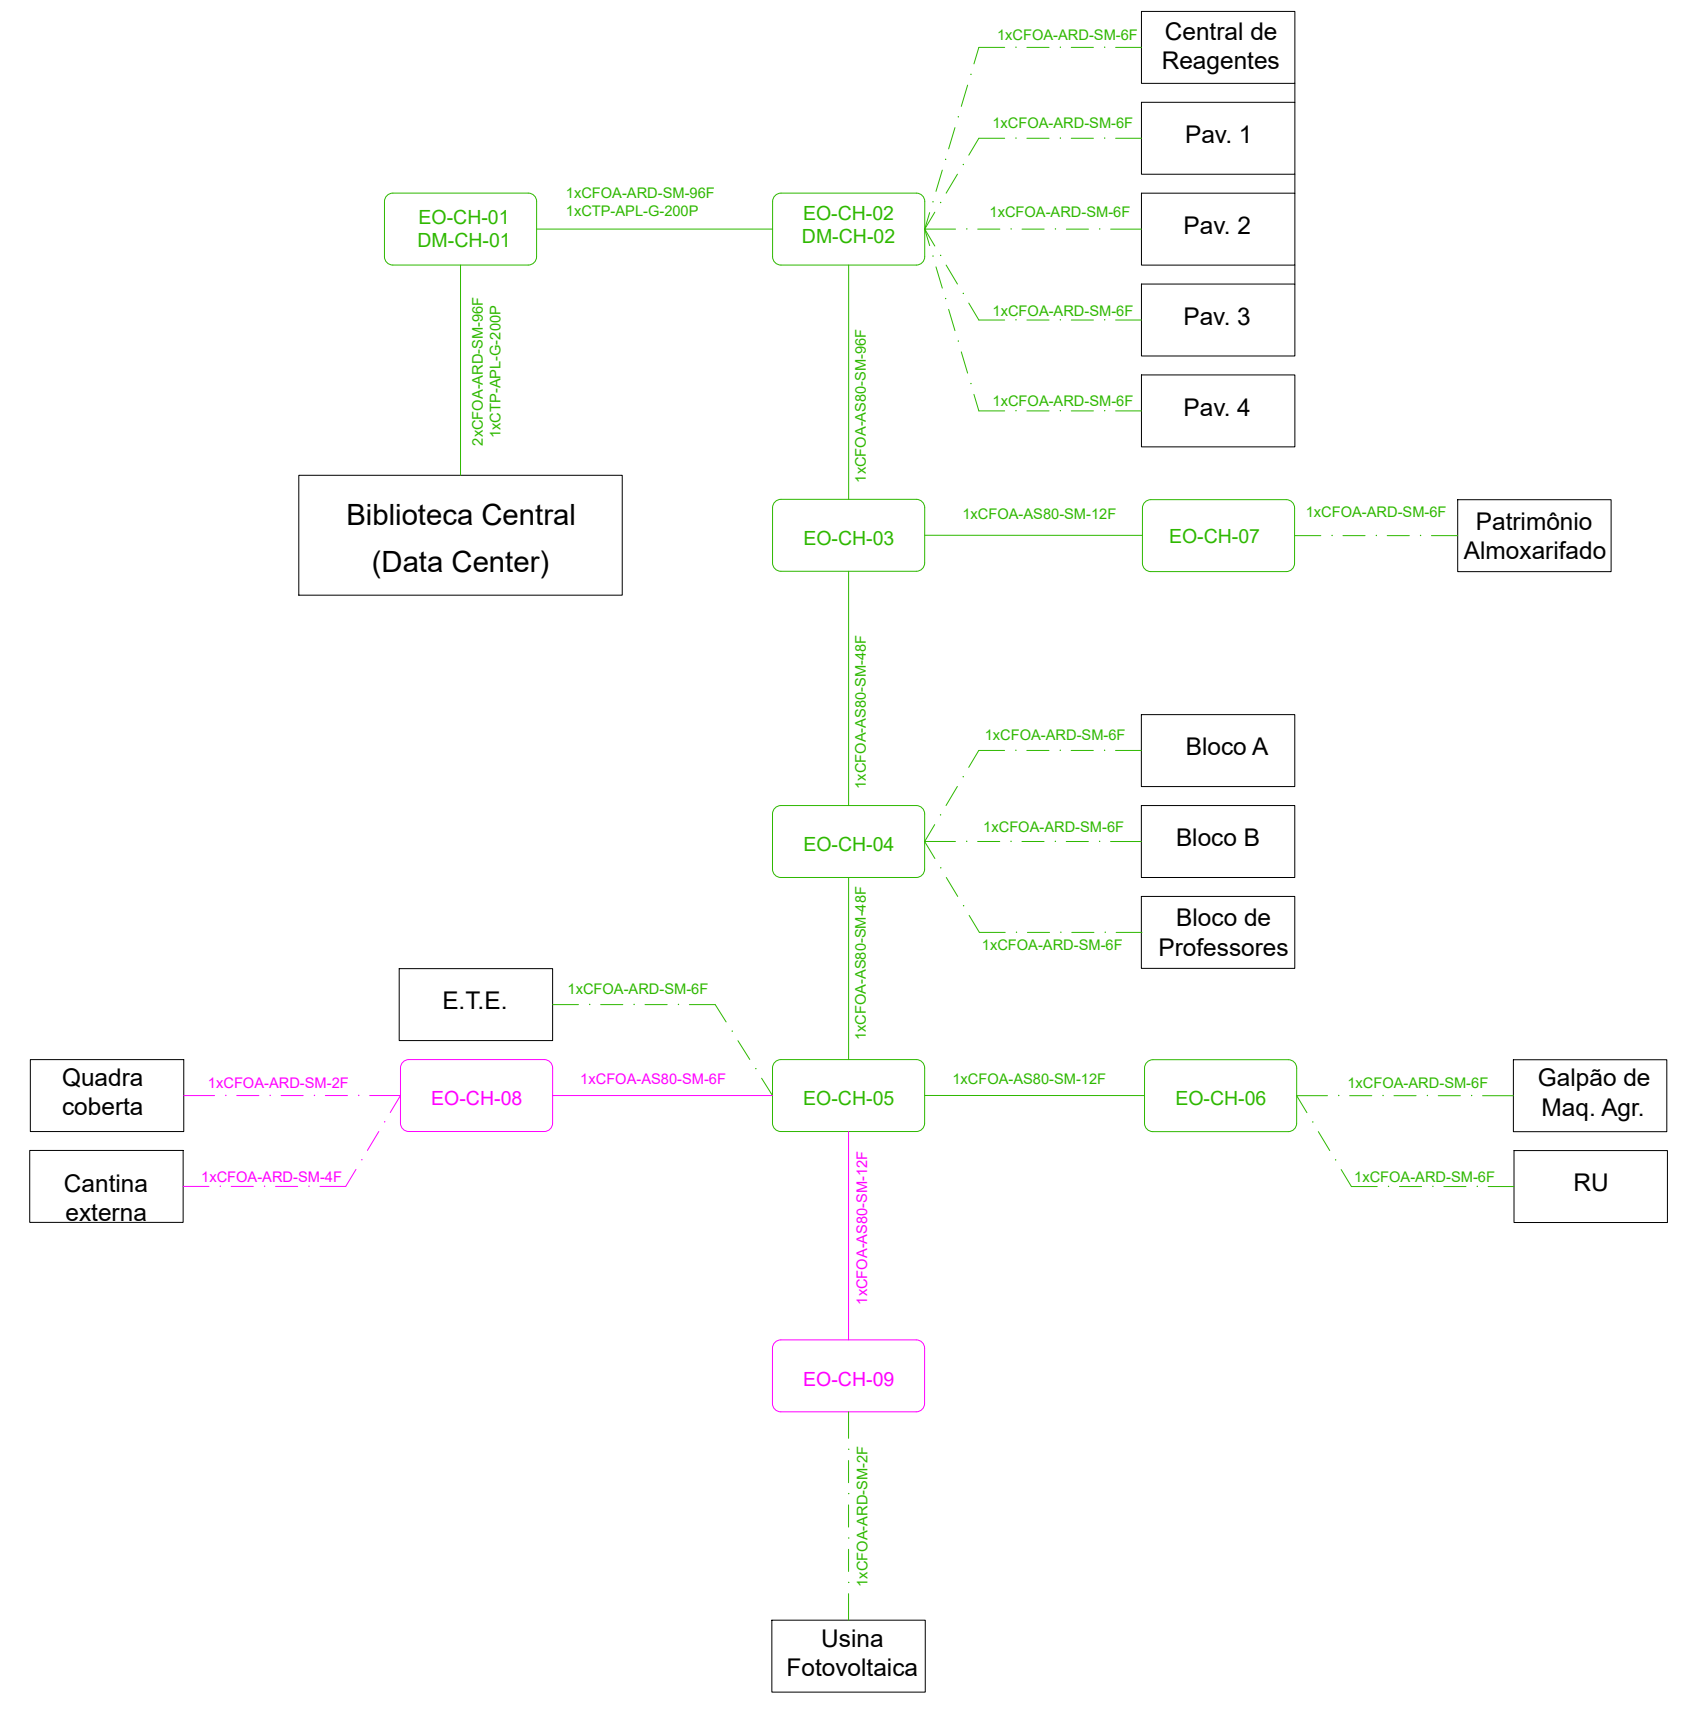 1xCFOA-ARD-SM-6F
Central de
Reagentes
1xCFOA-ARD-SM-6F
Pav. 1
EO-CH-01
DM-CH-01
1xCFOA-ARD-SM-96F
1xCTP-APL-G-200P
EO-CH-02
DM-CH-02
1xCFOA-ARD-SM-6F
Pav. 2
1xCFOA-ARD-SM-6F
Pav. 3
2xCFOA-ARD-SM-96F
1xCTP-APL-G-200P
1xCFOA-AS80-SM-96F
1xCFOA-ARD-SM-6F
Pav. 4
Biblioteca Central
(Data Center)
EO-CH-03
1xCFOA-AS80-SM-12F
EO-CH-07
1xCFOA-ARD-SM-6F
Patrimônio
Almoxarifado
1xCFOA-AS80-SM-48F
1xCFOA-ARD-SM-6F
Bloco A
EO-CH-04
1xCFOA-ARD-SM-6F
Bloco B
1xCFOA-AS80-SM-48F
1xCFOA-ARD-SM-6F
Bloco de
Professores
E.T.E.
1xCFOA-ARD-SM-6F
Quadra
coberta
1xCFOA-ARD-SM-2F
EO-CH-08
1xCFOA-AS80-SM-6F
EO-CH-05
1xCFOA-AS80-SM-12F
EO-CH-06
1xCFOA-ARD-SM-6F
Galpão de
Maq. Agr.
Cantina
externa
1xCFOA-ARD-SM-4F
1xCFOA-AS80-SM-12F
1xCFOA-ARD-SM-6F
RU
EO-CH-09
1xCFOA-ARD-SM-2F
Usina
Fotovoltaica